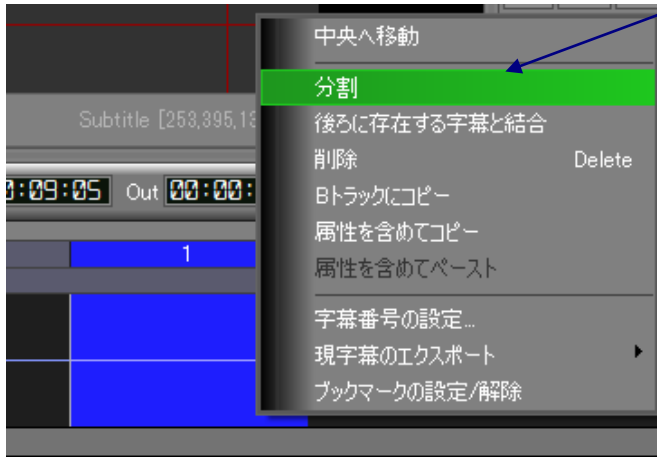 中央へ移動
分割
Subtitle [253,395,13
後ろに存在する字幕と結合
削除 Delete
Bトラックにコピー
:09:05 Out 00:00:
属性を含めてコピー
1
属性を含めてペースト
字幕番号の設定...
現字幕のエクスポート
ブックマークの設定/解除